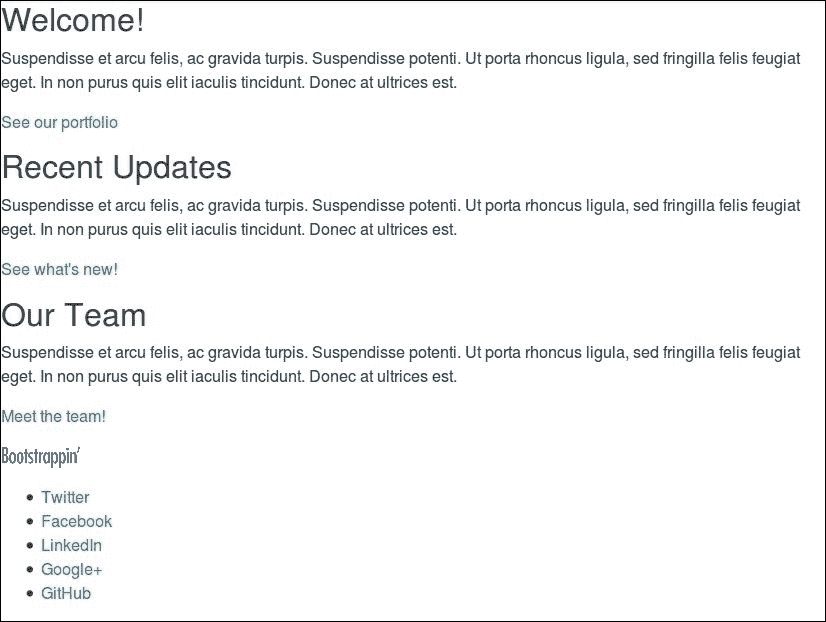 Welcome!
Suspendisse et arcu felis, ac gravida turpis. Suspendisse potenti. Ut porta rhoncus ligula, sed fringilla felis feugiat
eget. In non purus quis elit iaculis tincidunt. Donec at ultrices est.
See our portfolio
Recent Updates
Suspendisse et arcu felis, ac gravida turpis. Suspendisse potenti. Ut porta rhoncus ligula, sed fringilla felis feugiat
eget. In non purus quis elit iaculis tincidunt. Donec at ultrices est.
See what's new!
Our Team
Suspendisse et arcu felis, ac gravida turpis. Suspendisse potenti. Ut porta rhoncus ligula, sed fringilla felis feugiat
eget. In non purus quis elit iaculis tincidunt. Donec at ultrices est.
Meet the team!
Bootstrappin'
• Twitter
• Facebook
• LinkedIn
• Google+
• GitHub